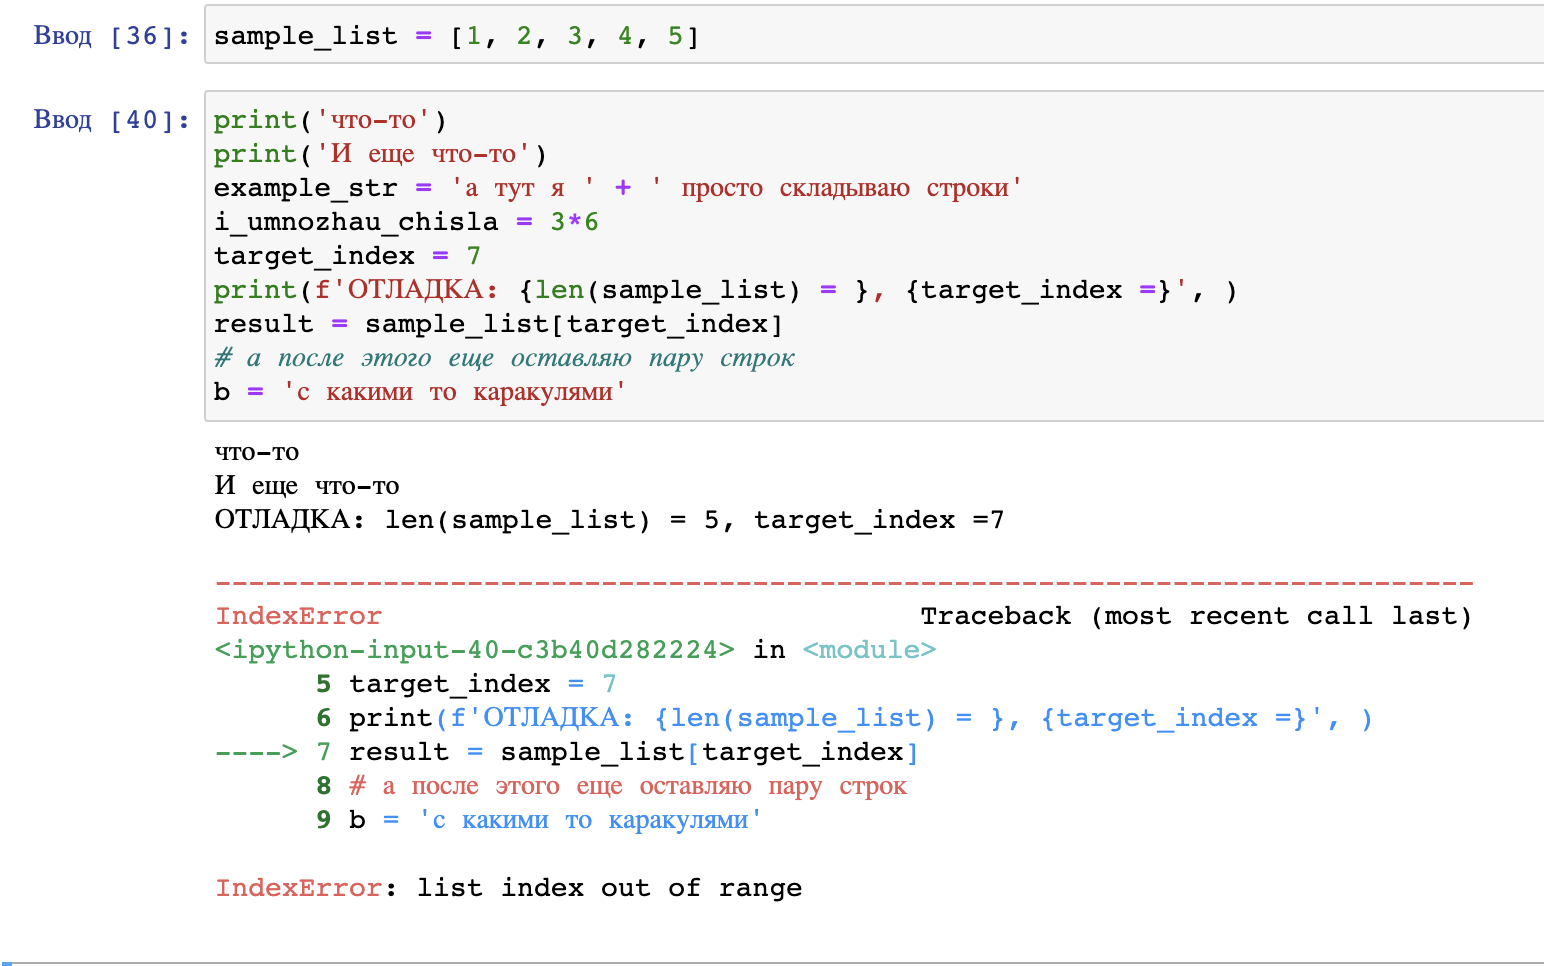 Ввод [36]: sample_list = [1, 2, 3, 4, 5]
Ввод [40]: print('что-то')
print('И еще что-то')
example_str = 'а тут я ' + ' просто складываю строки'
i_umnozhau_chisla = 3*6
target_index = 7
print(f'ОТЛАДКА: {len(sample_list) = }, {target_index =}', )
result = sample_list[target_index]
# а после этого еще оставляю пару строк
b = 'с какими то каракулями'
что-то
И еще что-то
ОТЛАДКА: len(sample_list) = 5, target_index =7
---------------------------------------------------------------------------
IndexError Traceback (most recent call last)
<ipython-input-40-c3b40d282224> in <module>
5 target_index = 7
6 print(f'ОТЛАДКА: {len(sample_list) = }, {target_index =}', )
----> 7 result = sample_list[target_index]
8 # а после этого еще оставляю пару строк
9 b = 'с какими то каракулями'
IndexError: list index out of range